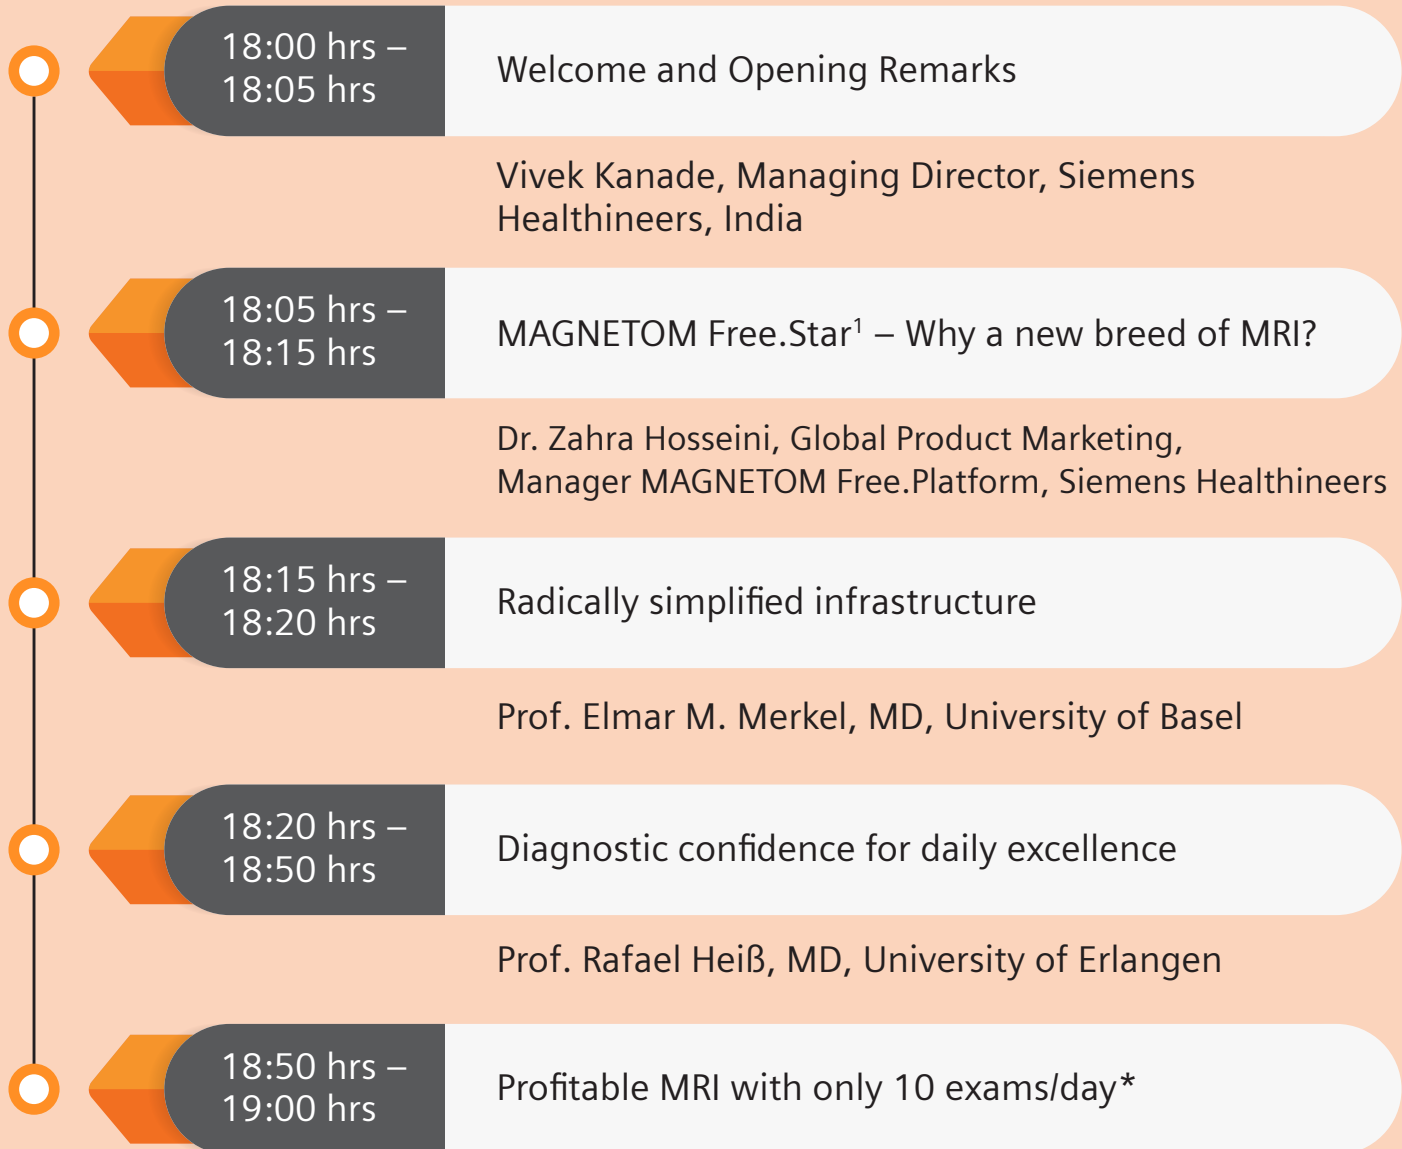 18:00 hrs –
18:05 hrs
Welcome and Opening Remarks
Vivek Kanade, Managing Director, Siemens
Healthineers, India
18:05 hrs –
18:15 hrs
MAGNETOM Free.Star¹ – Why a new breed of MRI?
Dr. Zahra Hosseini, Global Product Marketing,
Manager MAGNETOM Free.Platform, Siemens Healthineers
18:15 hrs –
18:20 hrs
Radically simplified infrastructure
Prof. Elmar M. Merkel, MD, University of Basel
18:20 hrs –
18:50 hrs
Diagnostic confidence for daily excellence
Prof. Rafael Heiß, MD, University of Erlangen
18:50 hrs –
19:00 hrs
Profitable MRI with only 10 exams/day*